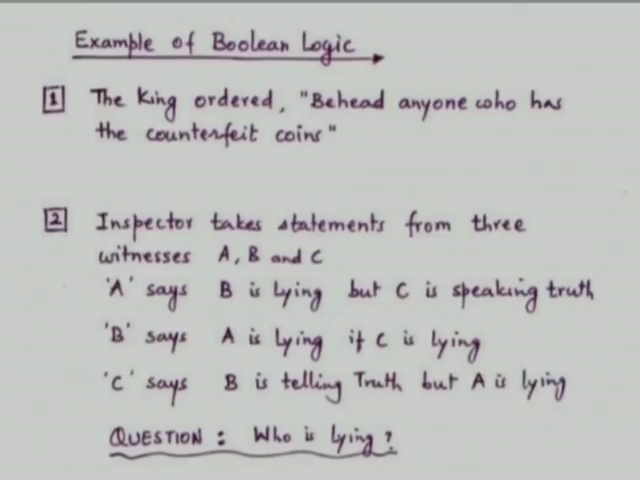 Example of Boolean Logic
1 The King ordered, "Behead anyone who has
the counterfeit coins"
2 Inspector takes statements from three
witnesses A, B and C
'A' says B is lying but C is speaking truth
'B' says A is lying if C is lying
'C' says B is telling Truth but A is lying
QUESTION : Who is lying?